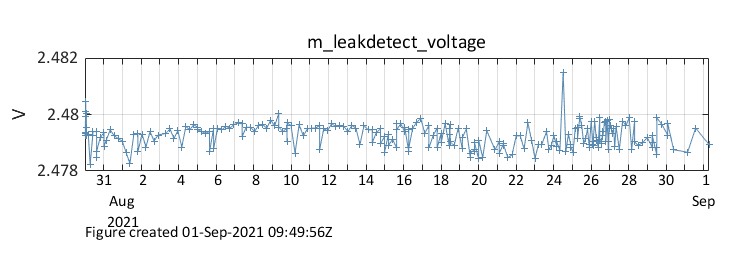 m_leakdetect_voltage
2.482
2.48
2.478
V
31 2 4 6 8 10 12 14 16 18 20 22 24 26 28 30 1
Aug Sep
2021
Figure created 01-Sep-2021 09:49:56Z